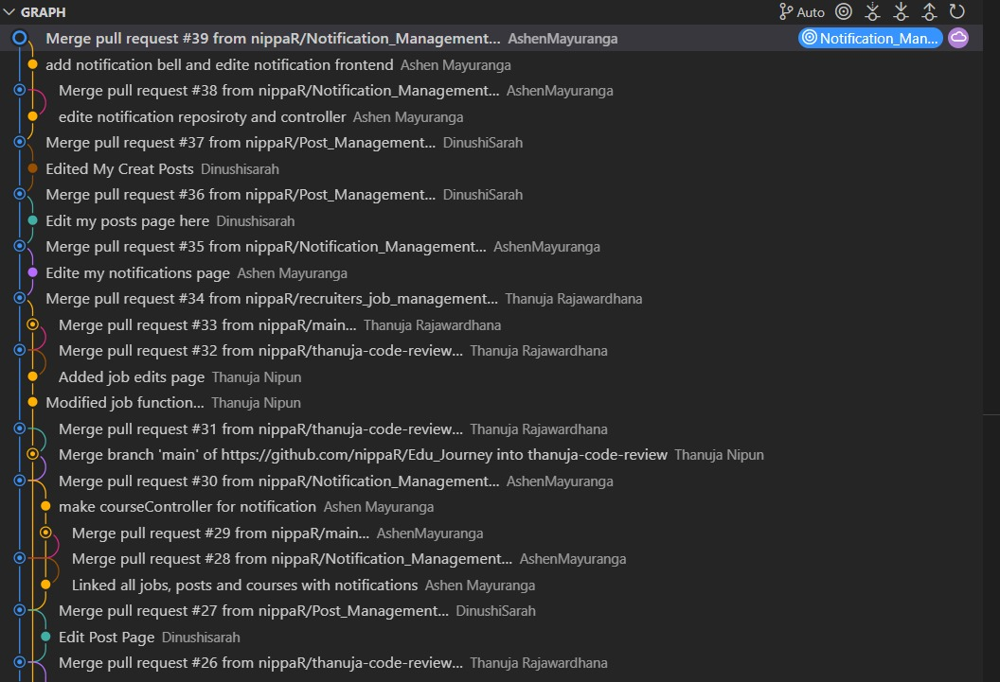 GRAPH Auto
Merge pull request #39 from nippaR/Notification_Management... AshenMayuranga Notification_Man...
add notification bell and edite notification frontend Ashen Mayuranga
Merge pull request #38 from nippaR/Notification_Management... AshenMayuranga
edite notification reposiroty and controller Ashen Mayuranga
Merge pull request #37 from nippaR/Post_Management... DinushiSarah
Edited My Creat Posts Dinushisarah
Merge pull request #36 from nippaR/Post_Management... DinushiSarah
Edit my posts page here Dinushisarah
Merge pull request #35 from nippaR/Notification_Management... AshenMayuranga
Edite my notifications page Ashen Mayuranga
Merge pull request #34 from nippaR/recruiters_job_management... Thanuja Rajawardhana
Merge pull request #33 from nippaR/main... Thanuja Rajawardhana
Merge pull request #32 from nippaR/thanuja-code-review... Thanuja Rajawardhana
Added job edits page Thanuja Nipun
Modified job function... Thanuja Nipun
Merge pull request #31 from nippaR/thanuja-code-review... Thanuja Rajawardhana
Merge branch 'main' of https://github.com/nippaR/Edu_Journey into thanuja-code-review Thanuja Nipun
Merge pull request #30 from nippaR/Notification_Management... AshenMayuranga
make courseController for notification Ashen Mayuranga
Merge pull request #29 from nippaR/main... AshenMayuranga
Merge pull request #28 from nippaR/Notification_Management... AshenMayuranga
Linked all jobs, posts and courses with notifications Ashen Mayuranga
Merge pull request #27 from nippaR/Post_Management... DinushiSarah
Edit Post Page Dinushisarah
Merge pull request #26 from nippaR/thanuja-code-review... Thanuja Rajawardhana